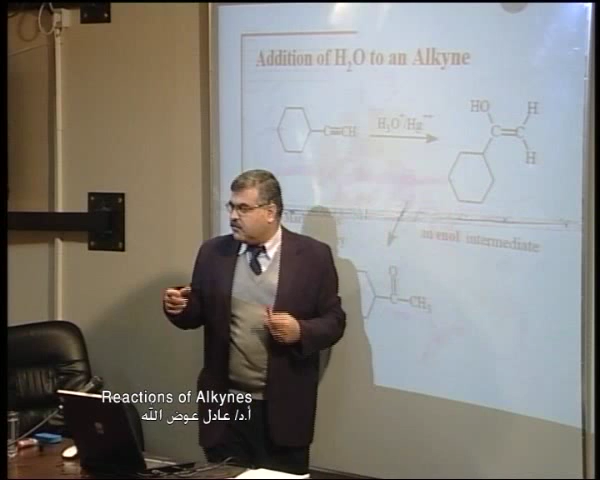 Addition of H₂O to an Alkyne
C≡CH
H₃O⁺/Hg⁺⁺
HO
H
C=C
H
an enol intermediate
O
C-CH₃
Reactions of Alkynes
أ.د/ عادل عوض الله